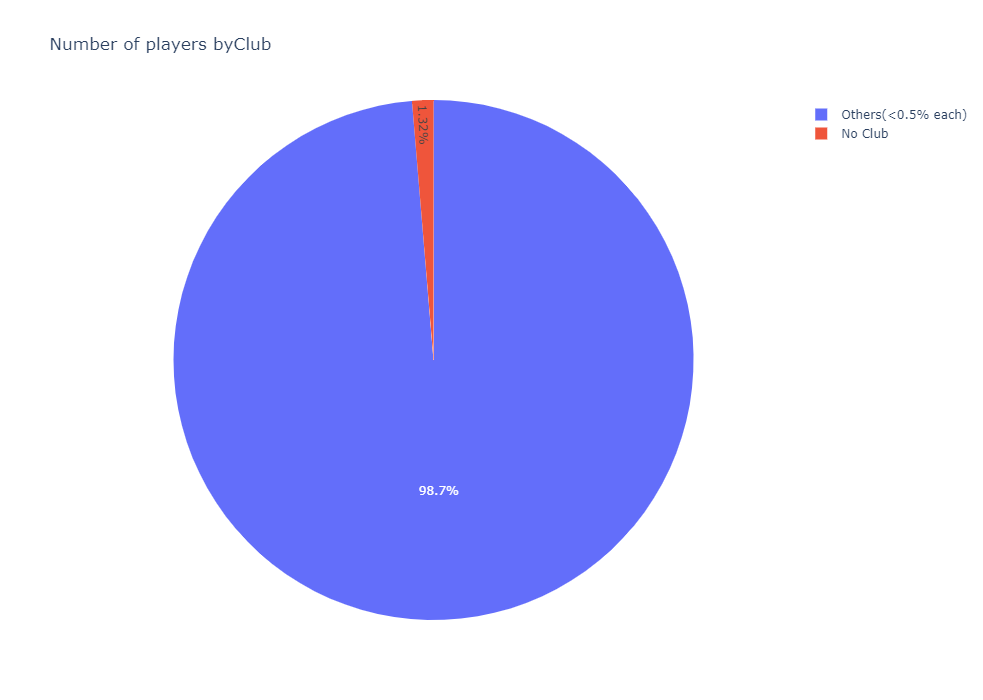 Number of players byClub
Others(<0.5% each)
No Club
1.32%
98.7%